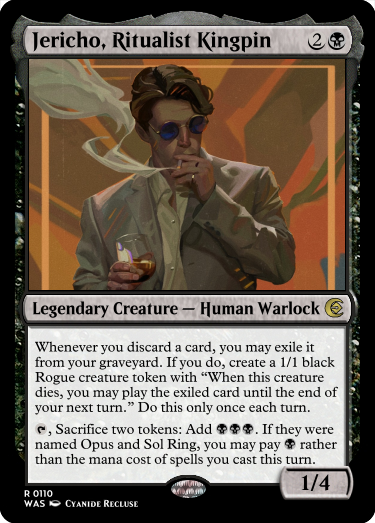 Jericho, Ritualist Kingpin 2
Legendary Creature — Human Warlock
Whenever you discard a card, you may exile it
from your graveyard. If you do, create a 1/1 black
Rogue creature token with “When this creature
dies, you may play the exiled card until the end of
your next turn.” Do this only once each turn.
, Sacrifice two tokens: Add . If they were
named Opus and Sol Ring, you may pay rather
than the mana cost of spells you cast this turn.
1/4
R 0110
WAS Cyanide Recluse